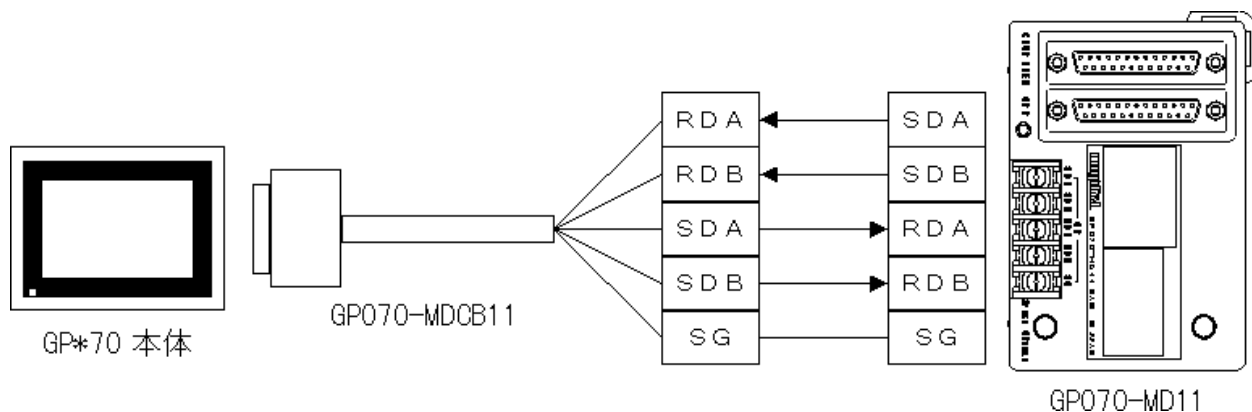 RDA
SDA
RDB
SDB
SDA
RDA
SDB
RDB
SG
SG
GP070-MDCB11
GP*70 本体
GP070-MD11